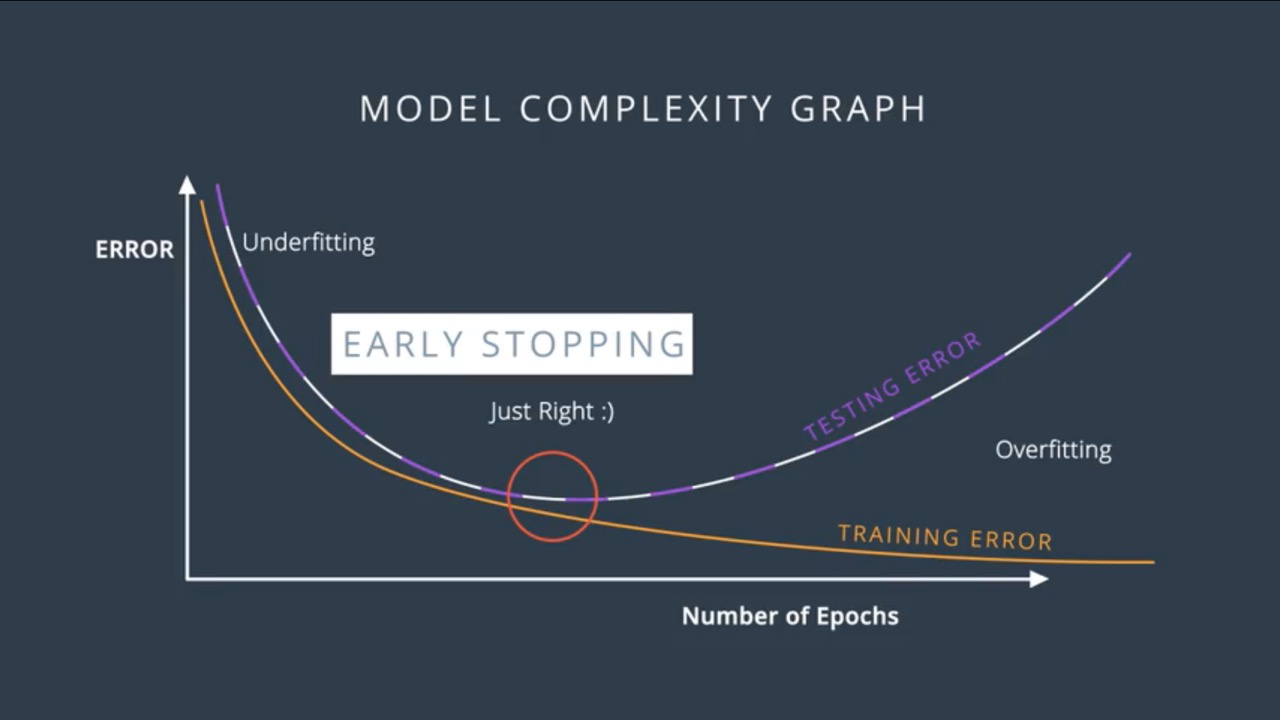 MODEL COMPLEXITY GRAPH
ERROR
Underfitting
EARLY STOPPING
Just Right :)
TESTING ERROR
Overfitting
TRAINING ERROR
Number of Epochs